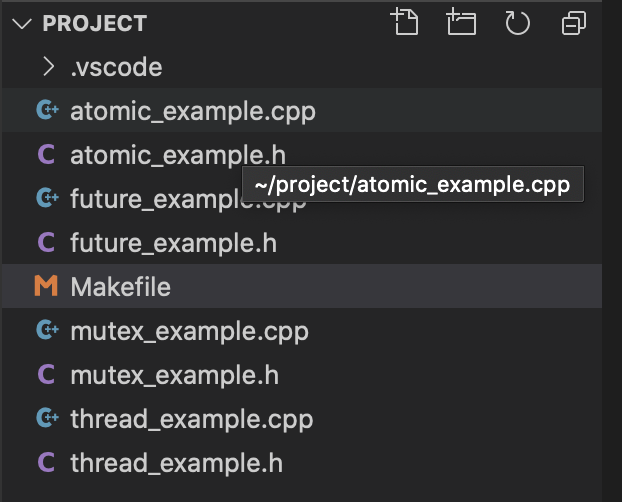 PROJECT
.vscode
atomic_example.cpp
atomic_example.h
~/project/atomic_example.cpp
future_example.cpp
future_example.h
Makefile
mutex_example.cpp
mutex_example.h
thread_example.cpp
thread_example.h